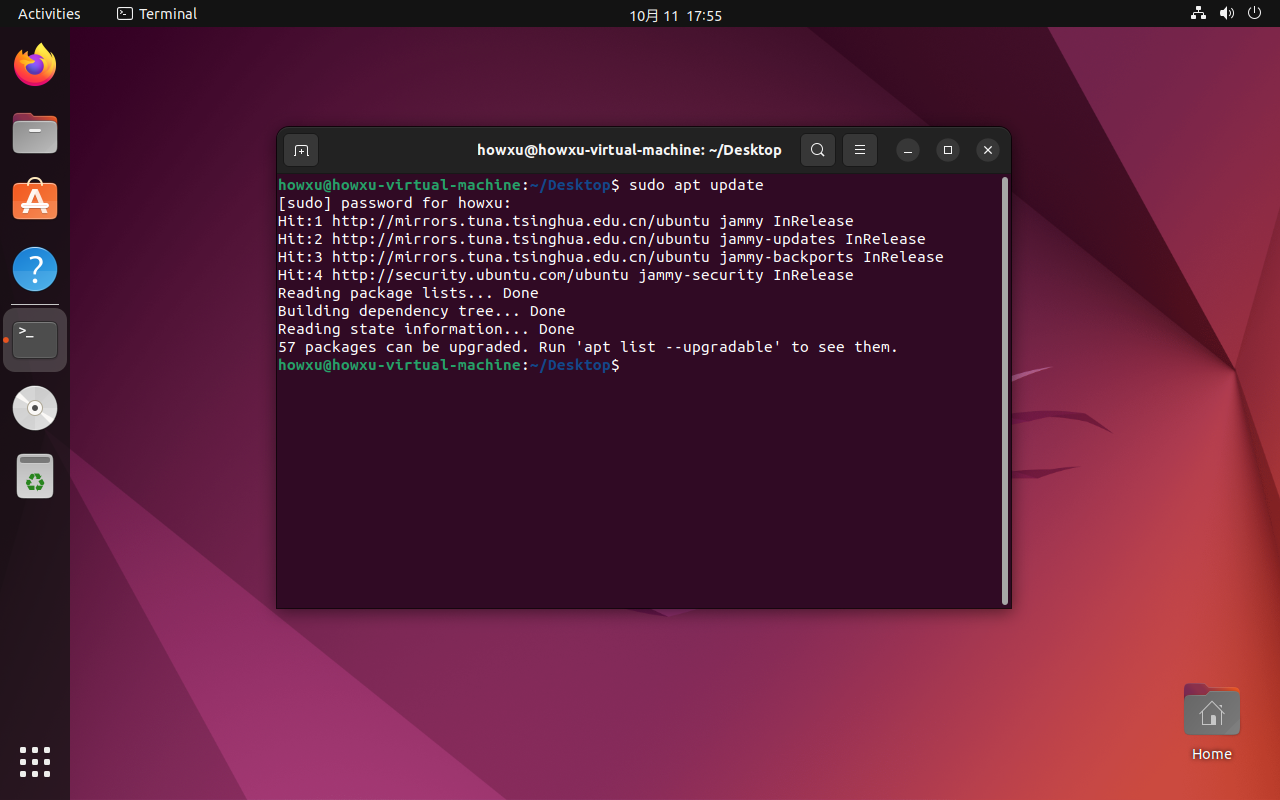 Activities
Terminal
10月 11 17:55
howxu@howxu-virtual-machine: ~/Desktop
howxu@howxu-virtual-machine:~/Desktop$ sudo apt update
[sudo] password for howxu:
Hit:1 http://mirrors.tuna.tsinghua.edu.cn/ubuntu jammy InRelease
Hit:2 http://mirrors.tuna.tsinghua.edu.cn/ubuntu jammy-updates InRelease
Hit:3 http://mirrors.tuna.tsinghua.edu.cn/ubuntu jammy-backports InRelease
Hit:4 http://security.ubuntu.com/ubuntu jammy-security InRelease
Reading package lists... Done
Building dependency tree... Done
Reading state information... Done
57 packages can be upgraded. Run 'apt list --upgradable' to see them.
howxu@howxu-virtual-machine:~/Desktop$
Home